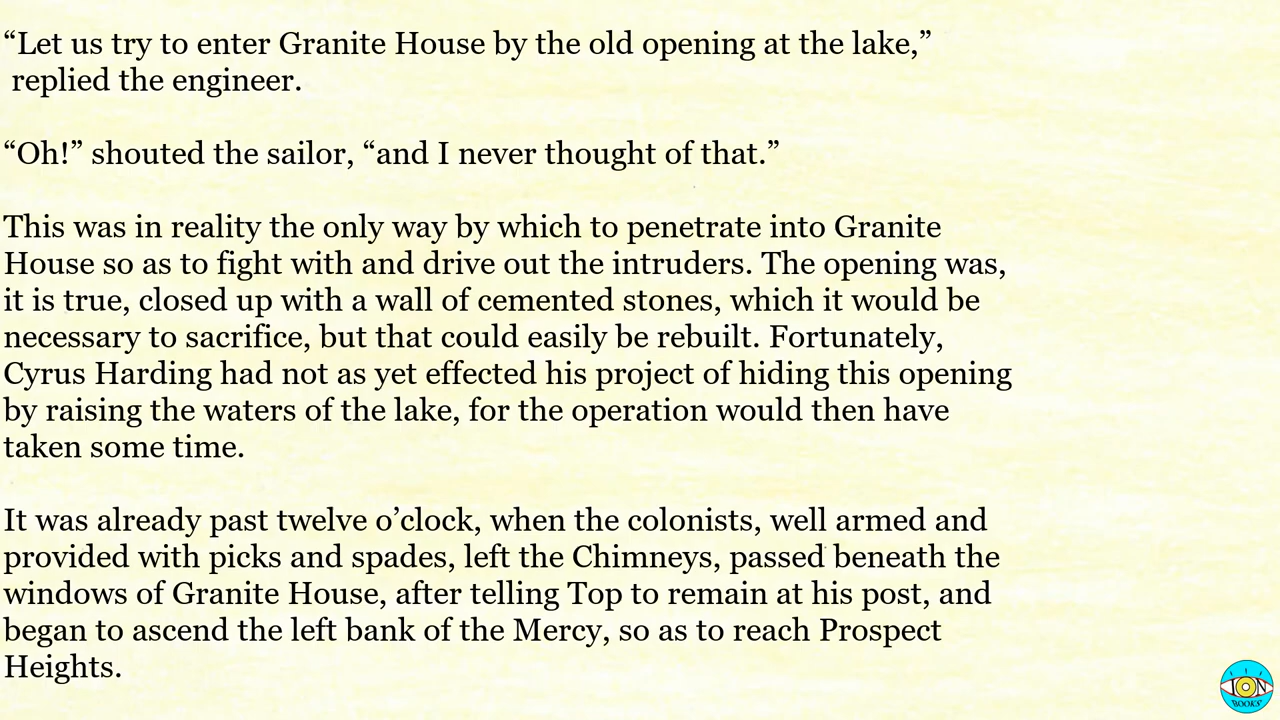 “Let us try to enter Granite House by the old opening at the lake,”
replied the engineer.
“Oh!” shouted the sailor, “and I never thought of that.”
This was in reality the only way by which to penetrate into Granite
House so as to fight with and drive out the intruders. The opening was,
it is true, closed up with a wall of cemented stones, which it would be
necessary to sacrifice, but that could easily be rebuilt. Fortunately,
Cyrus Harding had not as yet effected his project of hiding this opening
by raising the waters of the lake, for the operation would then have
taken some time.
It was already past twelve o’clock, when the colonists, well armed and
provided with picks and spades, left the Chimneys, passed beneath the
windows of Granite House, after telling Top to remain at his post, and
began to ascend the left bank of the Mercy, so as to reach Prospect
Heights.
ION
BOOKS